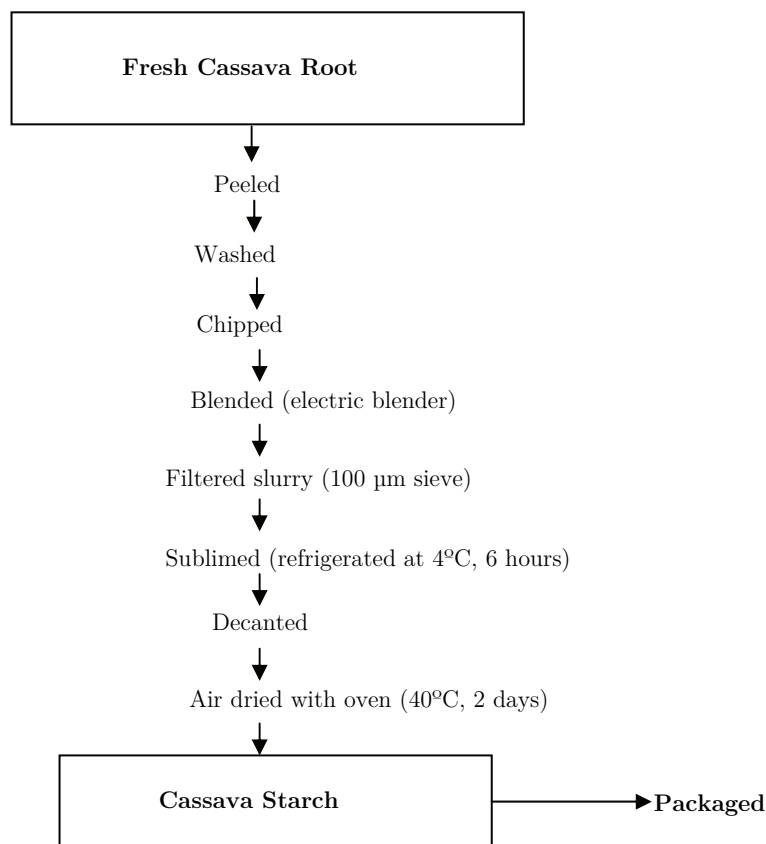 Fresh Cassava Root
Peeled
Washed
Chipped
Blended (electric blender)
Filtered slurry (100 µm sieve)
Sublimed (refrigerated at 4ºC, 6 hours)
Decanted
Air dried with oven (40ºC, 2 days)
Cassava Starch
Packaged